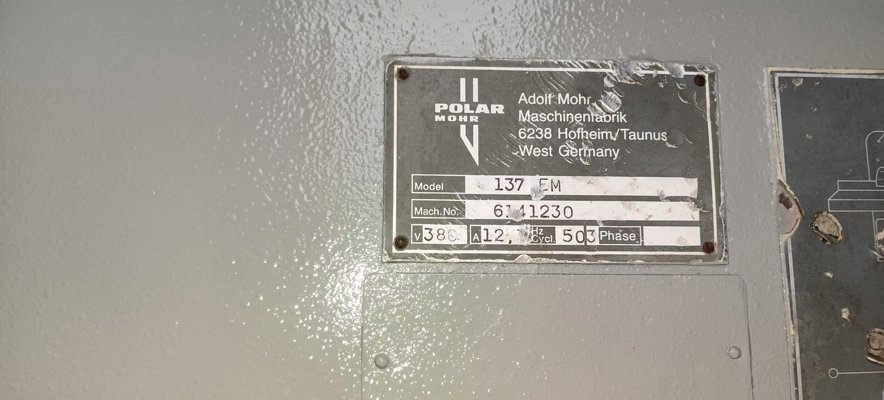 POLAR
MOHR
Adolf Mohr
Maschinenfabrik
6238 Hofheim/Taunus
West Germany
Model 137 EM
Mach.No. 6141230
V 380 A 12, Hz Cycl. 50 3 Phase